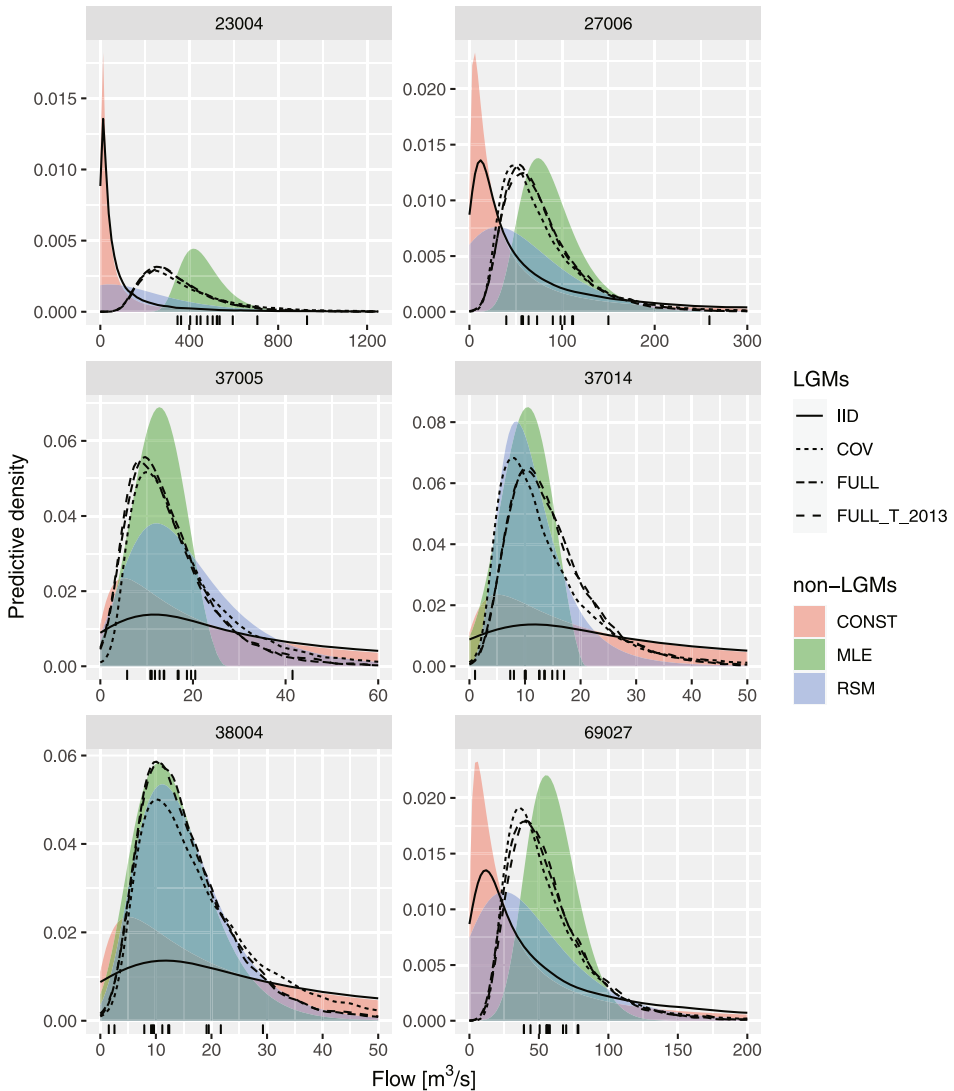 23004
27006
0.015
0.010
0.005
0.000
0.020
0.015
0.010
0.005
0.000
0 400 800 1200
0 100 200 300
37005
37014
0.06
0.04
0.02
0.00
0.08
0.06
0.04
0.02
0.00
0 20 40 60
0 10 20 30 40 50
38004
69027
0.06
0.04
0.02
0.00
0.020
0.015
0.010
0.005
0.000
0 10 20 30 40 50
0 50 100 150 200
Predictive density
Flow [m³/s]
LGMs
IID
COV
FULL
FULL_T_2013
non-LGMs
CONST
MLE
RSM